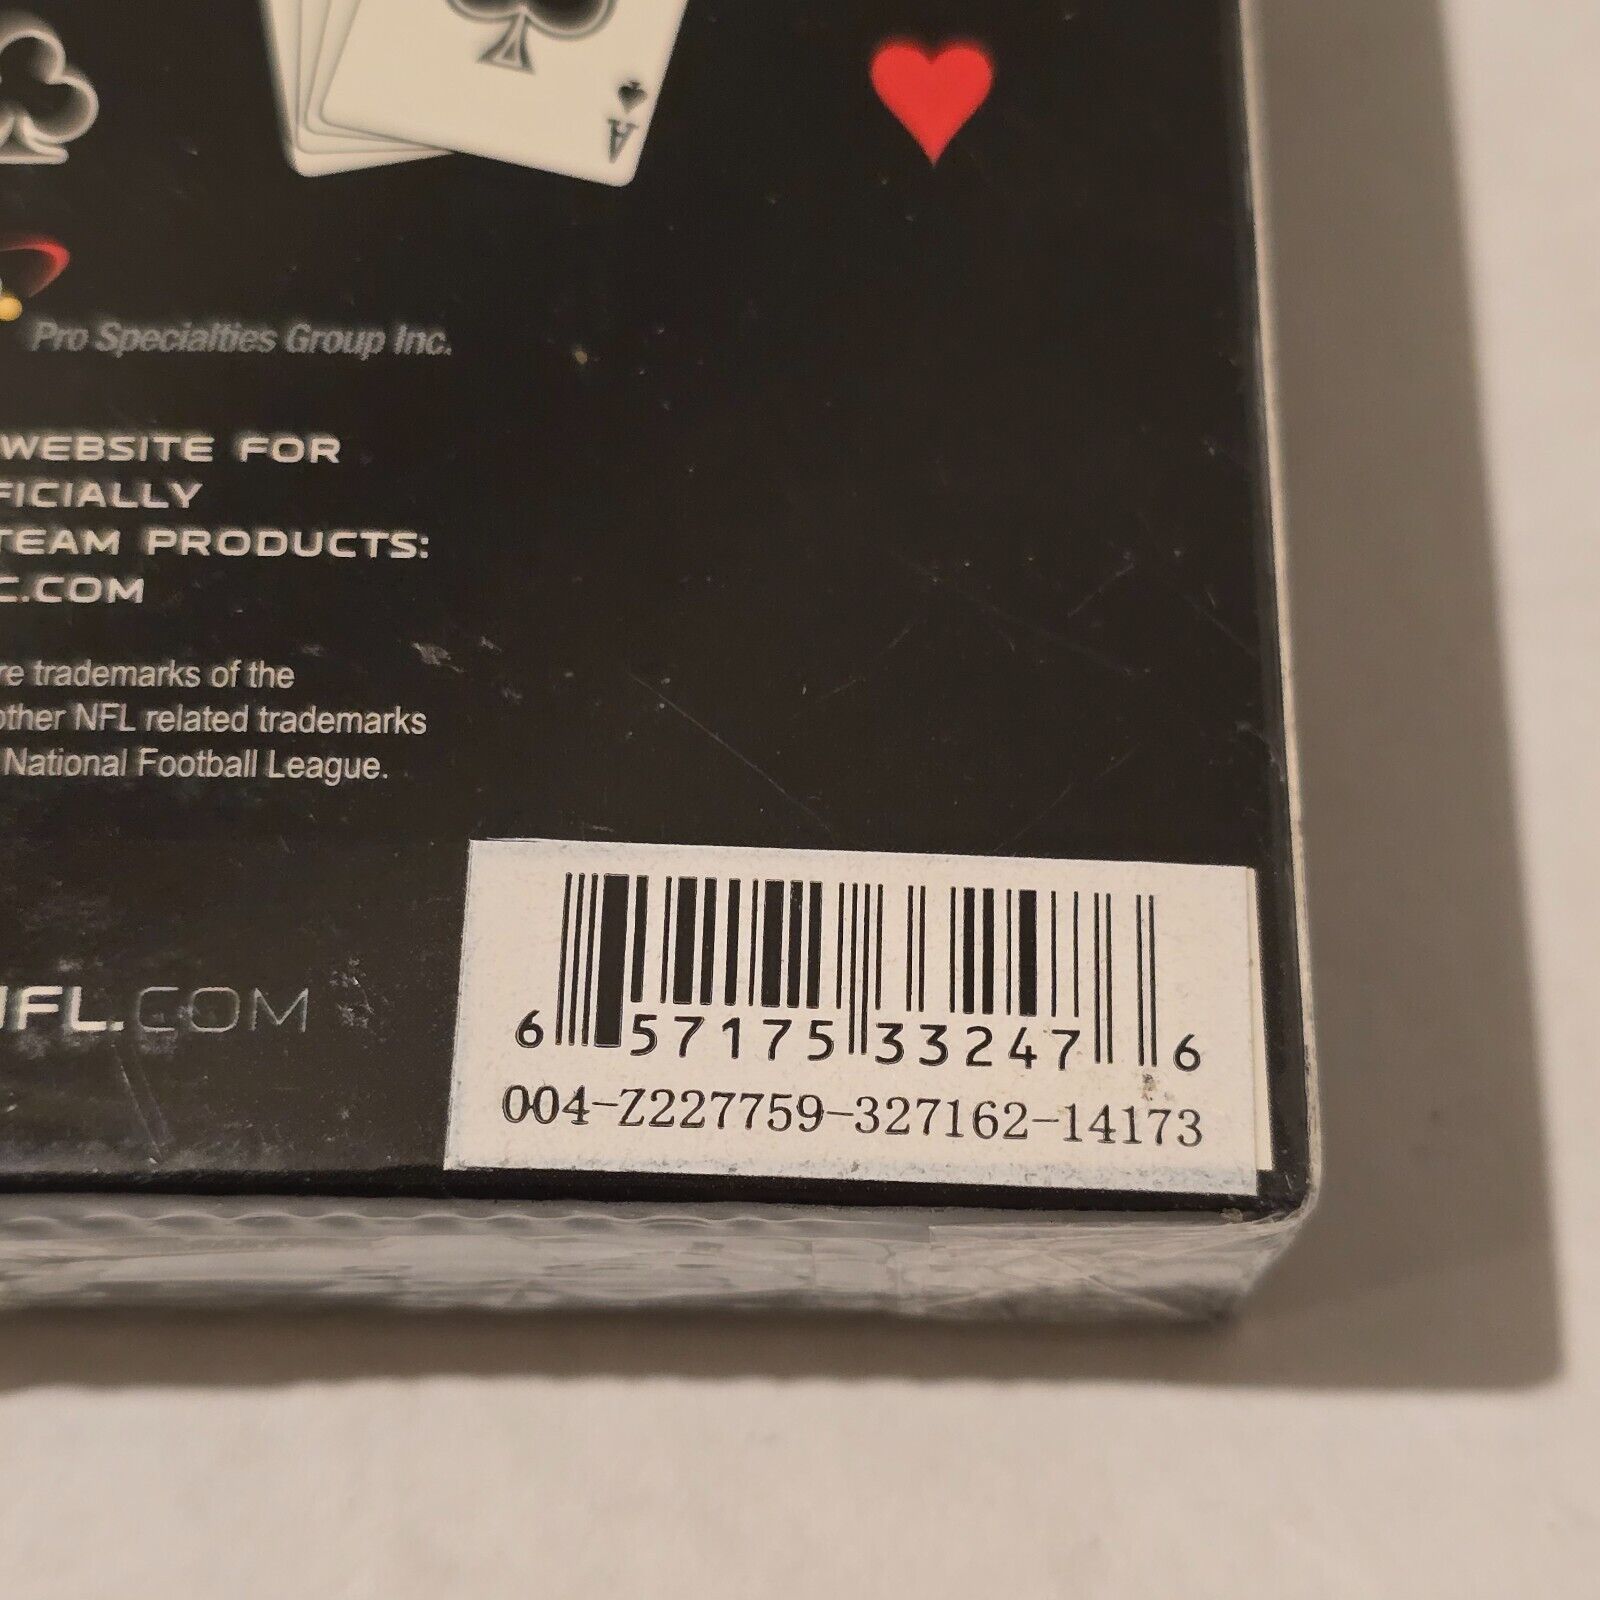 A
Pro Specialties Group Inc.
WEBSITE FOR
FICIALLY
TEAM PRODUCTS:
C.COM
re trademarks of the
other NFL related trademarks
National Football League.
NFL.COM
6 57175 33247 6
004-Z227759-327162-14173